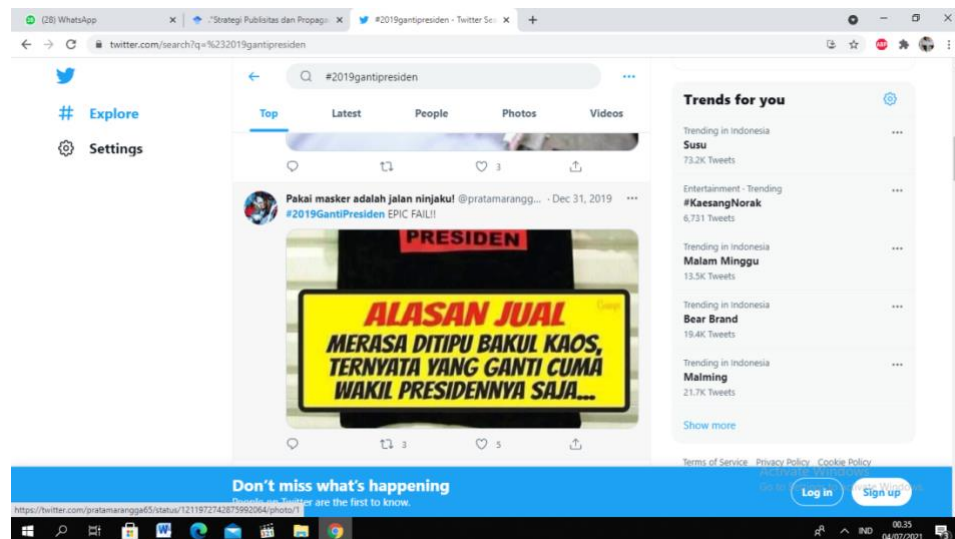 (28) WhatsApp
"Strategi Publisitas dan Propaga
#2019gantipresiden - Twitter Sea
twitter.com/search?q=%232019gantipresiden
ABP
#2019gantipresiden
Explore
Settings
Top Latest People Photos Videos
3
Pakai masker adalah jalan ninjaku! @pratamarangg... · Dec 31, 2019
#2019GantiPresiden EPIC FAIL!!
PRESIDEN
ALASAN JUAL
MERASA DITIPU BAKUL KAOS,
TERNYATA YANG GANTI CUMA
WAKIL PRESIDENNYA SAJA...
3 5
Trends for you
Trending in Indonesia
Susu
73.2K Tweets
Entertainment · Trending
#KaesangNorak
6,731 Tweets
Trending in Indonesia
Malam Minggu
13.5K Tweets
Trending in Indonesia
Bear Brand
19.4K Tweets
Trending in Indonesia
Malming
21.7K Tweets
Show more
Terms of Service Privacy Policy Cookie Policy
Activate Windows
Don't miss what's happening
People on Twitter are the first to know.
Log in
Sign up
https://twitter.com/pratamarangga65/status/1211972742875992064/photo/1
IND
00.35
04/07/2021